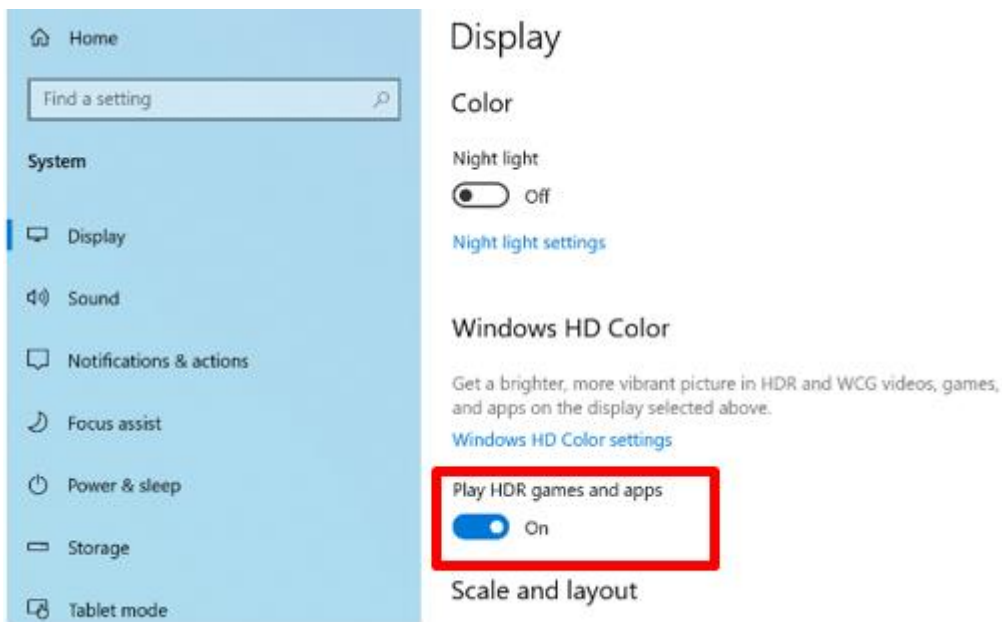 Home
Find a setting
System
Display
Sound
Notifications & actions
Focus assist
Power & sleep
Storage
Tablet mode
Display
Color
Night light
Off
Night light settings
Windows HD Color
Get a brighter, more vibrant picture in HDR and WCG videos, games,
and apps on the display selected above.
Windows HD Color settings
Play HDR games and apps
On
Scale and layout